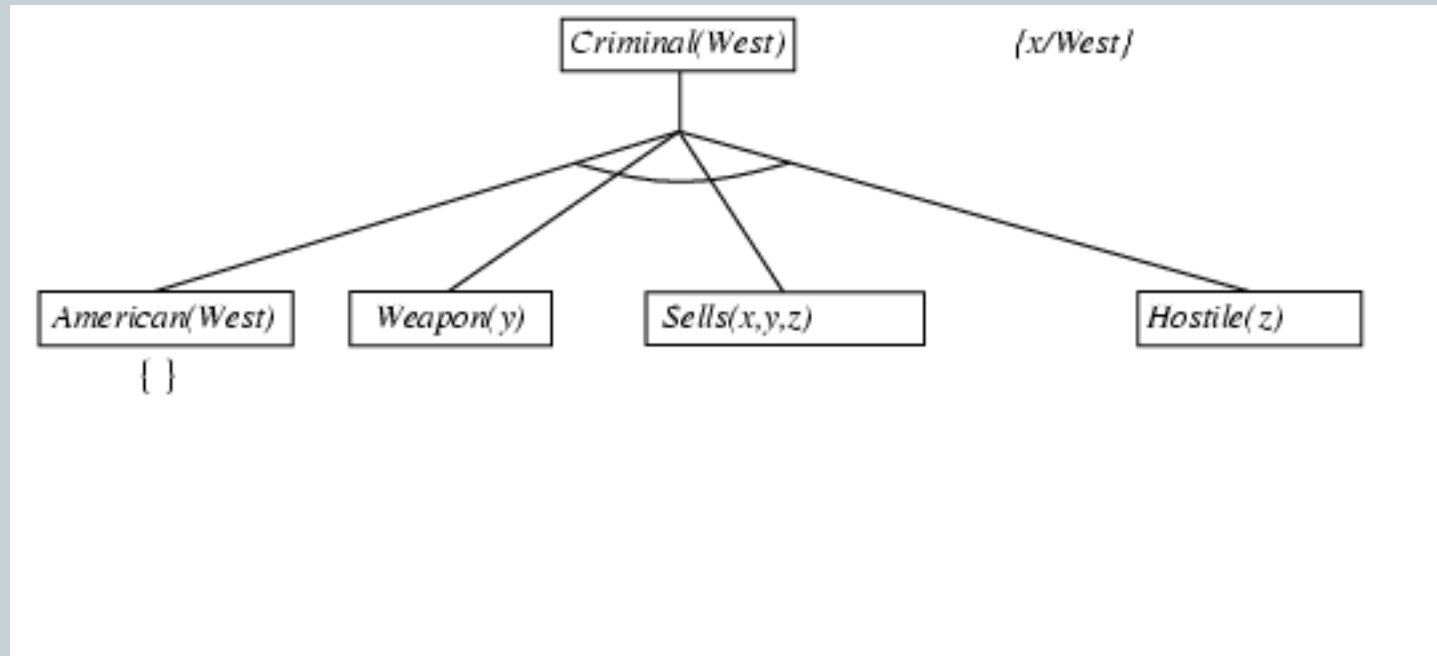 Criminal(West)
{x/West}
American(West)
Weapon(y)
Sells(x,y,z)
Hostile(z)
{ }